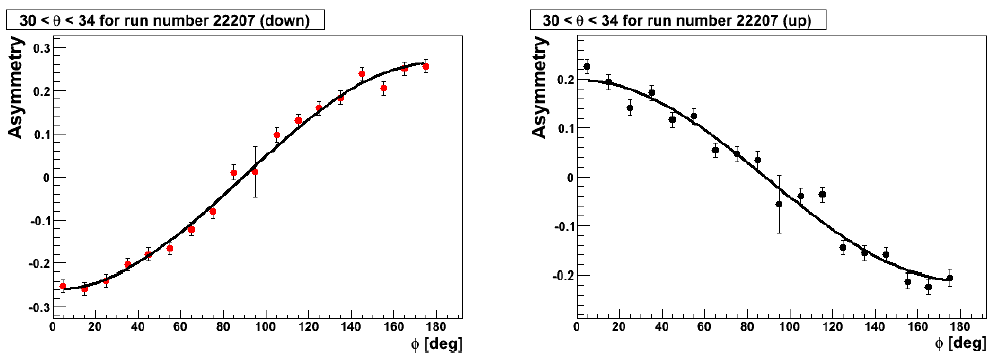 30 < θ < 34 for run number 22207 (down)
Asymmetry
0.3
0.2
0.1
0
-0.1
-0.2
-0.3
0 20 40 60 80 100 120 140 160 180
ϕ [deg]
30 < θ < 34 for run number 22207 (up)
Asymmetry
0.2
0.1
0
-0.1
-0.2
0 20 40 60 80 100 120 140 160 180
ϕ [deg]